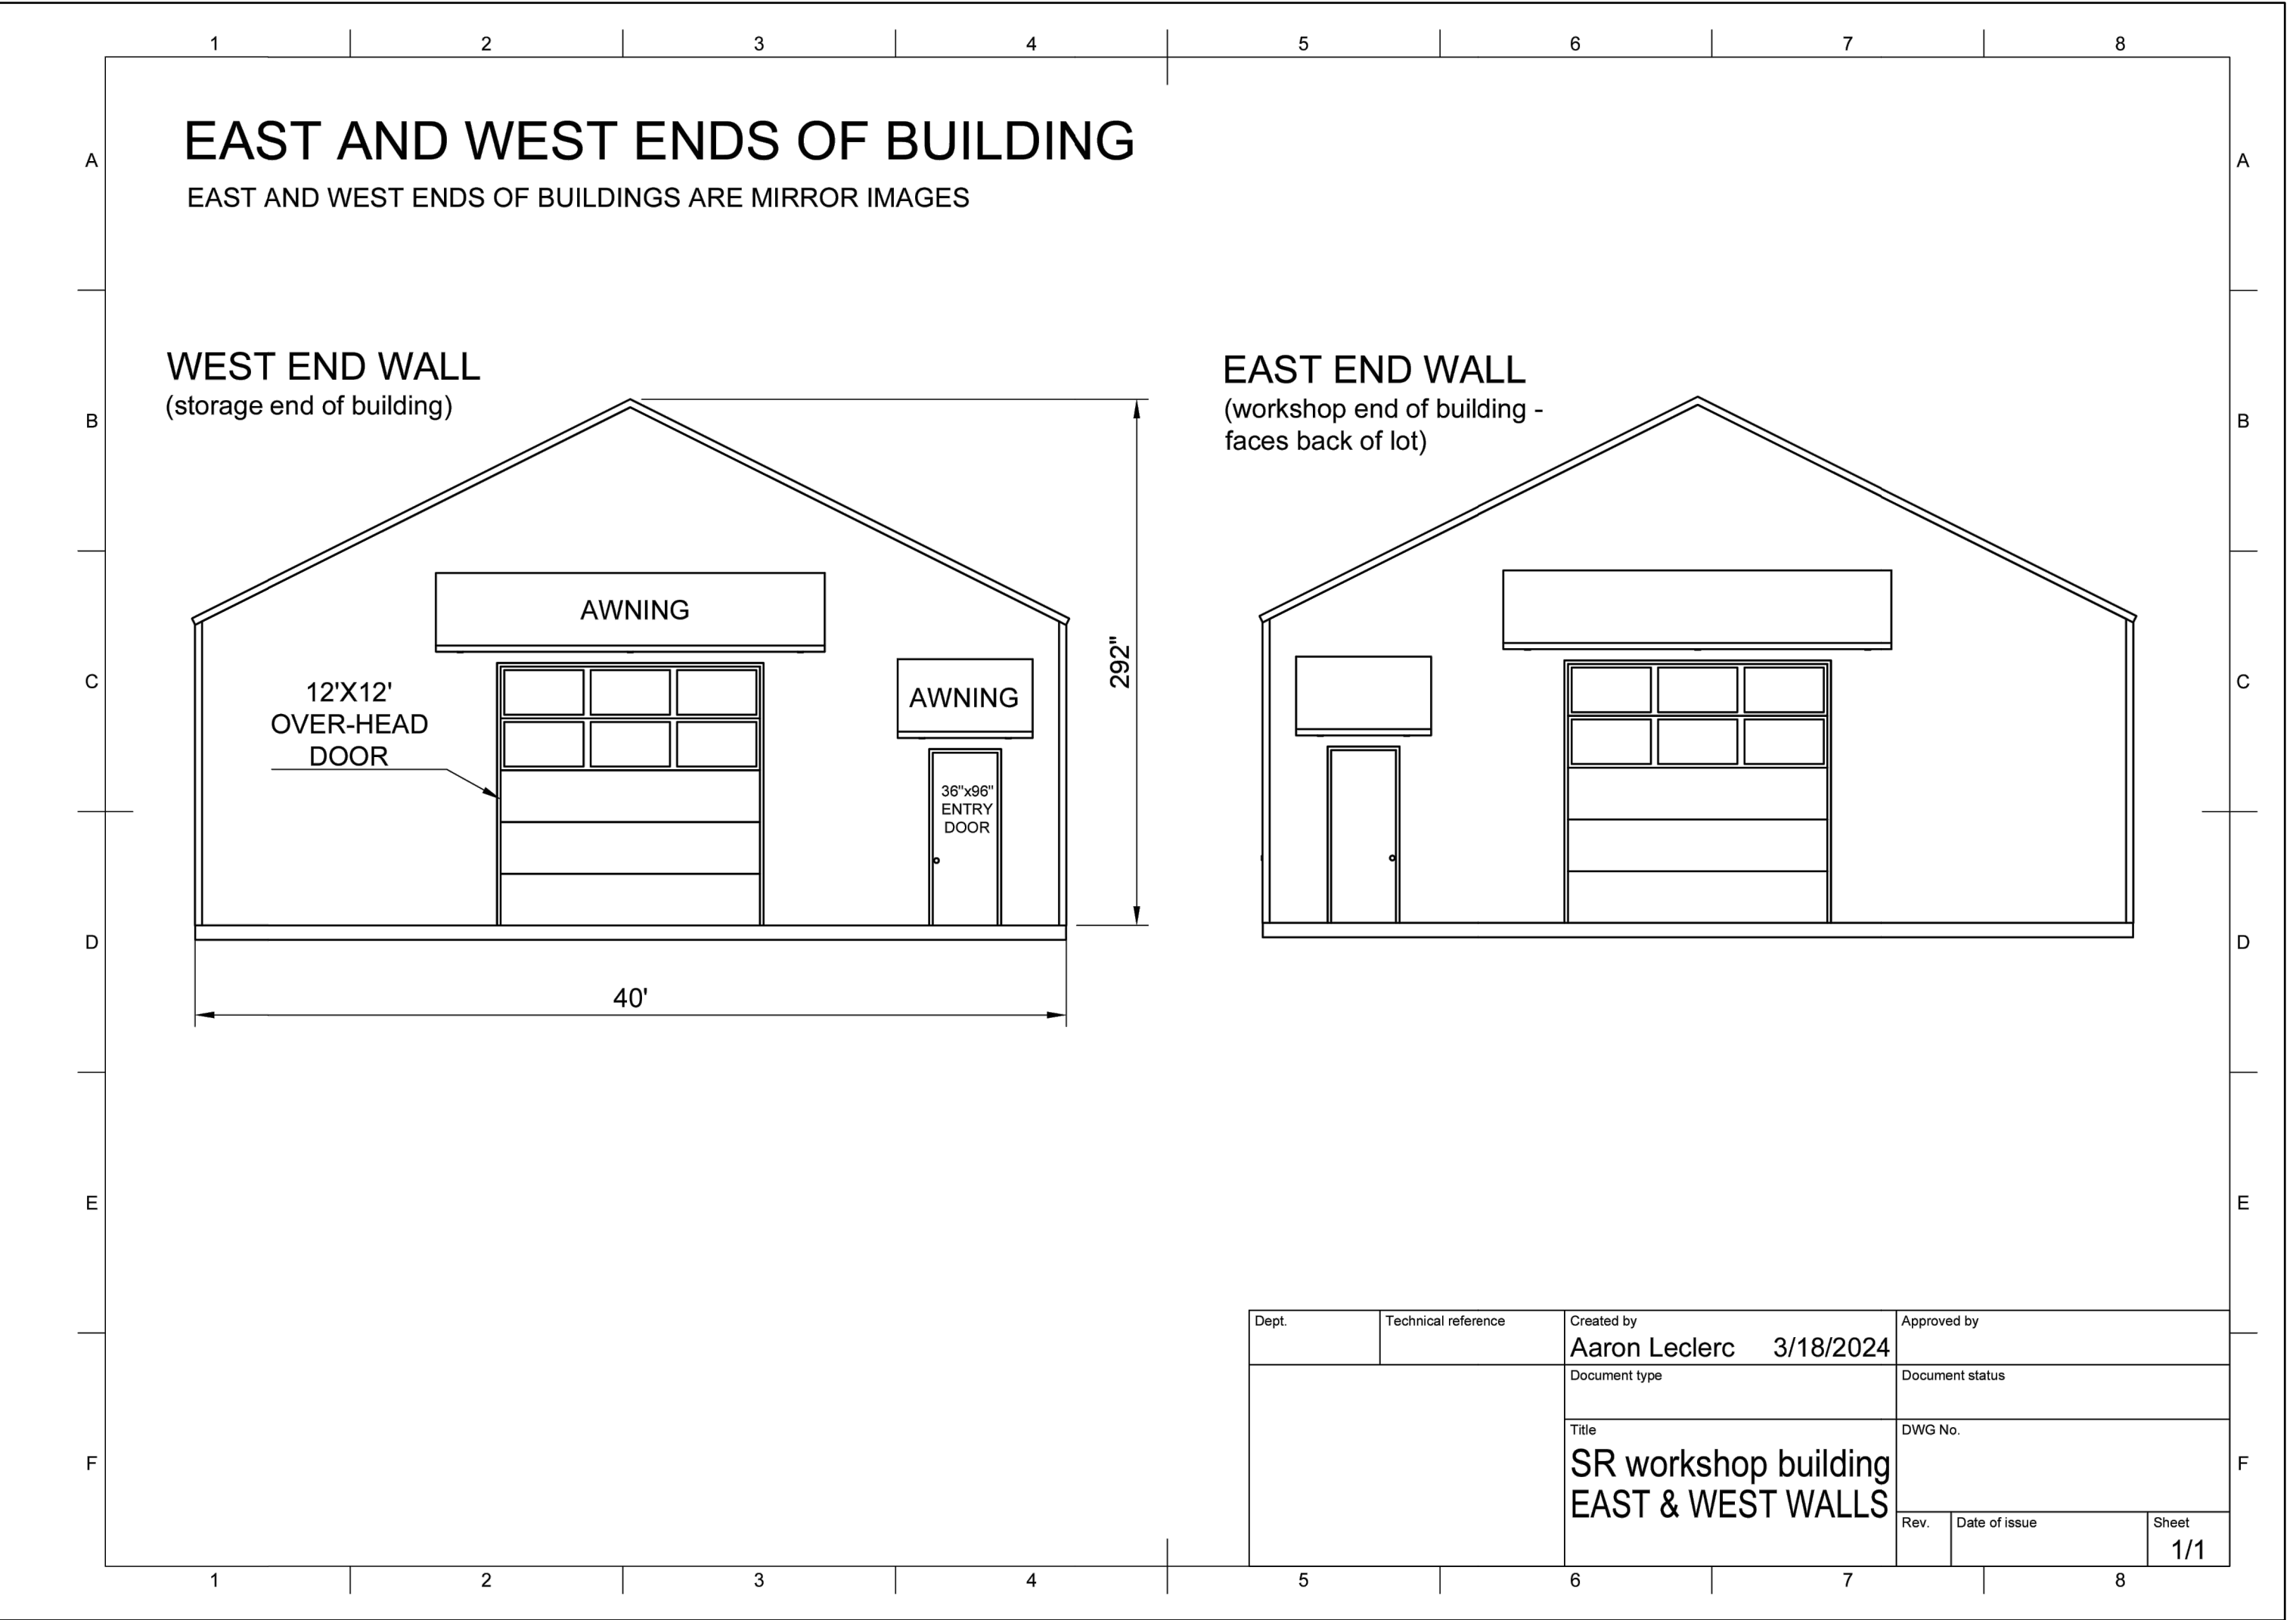 1 2 3 4 5 6 7 8
A A
EAST AND WEST ENDS OF BUILDING
EAST AND WEST ENDS OF BUILDINGS ARE MIRROR IMAGES
B B
WEST END WALL
(storage end of building)
EAST END WALL
(workshop end of building -
faces back of lot)
C C
AWNING
AWNING
12'X12'
OVER-HEAD
DOOR
36"x96"
ENTRY
DOOR
292"
40'
D D
E E
F F
Dept.
Technical reference
Created by
Aaron Leclerc 3/18/2024
Approved by
Document type
Document status
Title
SR workshop building
EAST & WEST WALLS
DWG No.
Rev.
Date of issue
Sheet
1/1
1 2 3 4 5 6 7 8